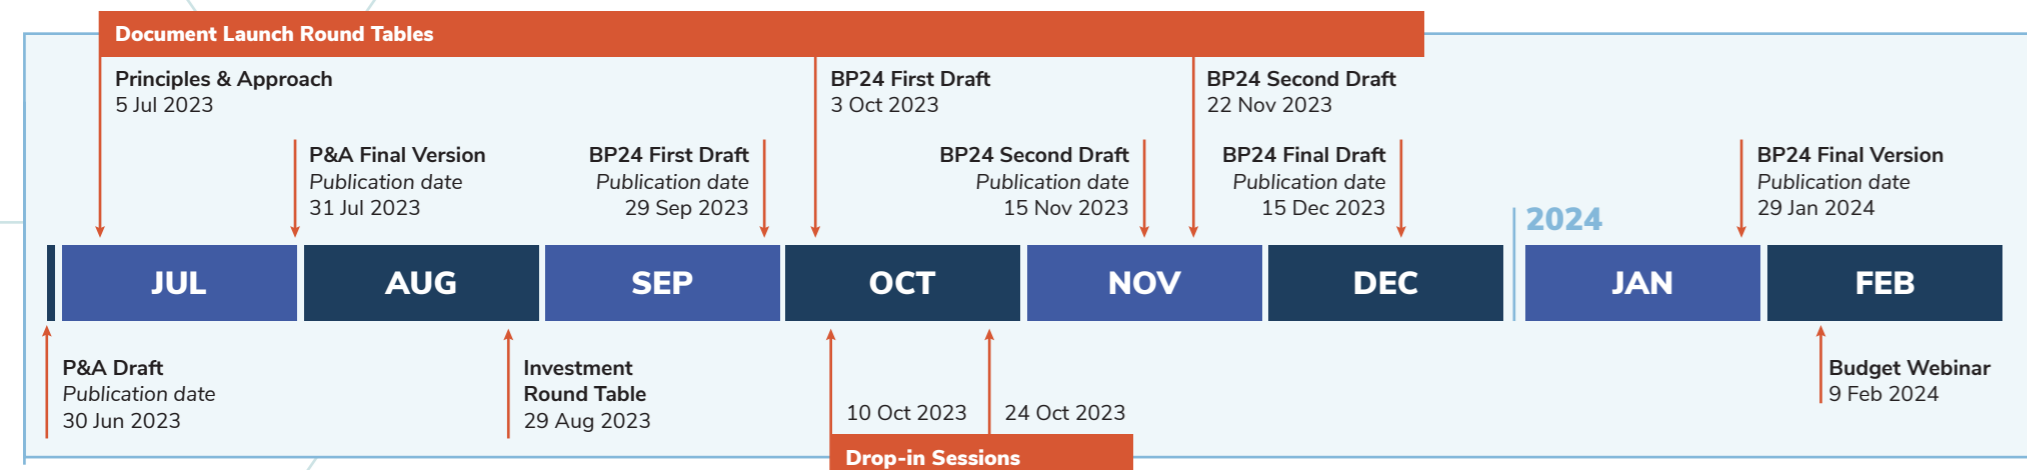 Document Launch Round Tables
Principles & Approach
5 Jul 2023
BP24 First Draft
3 Oct 2023
BP24 Second Draft
22 Nov 2023
P&A Final Version
Publication date
31 Jul 2023
BP24 First Draft
Publication date
29 Sep 2023
BP24 Second Draft
Publication date
15 Nov 2023
BP24 Final Draft
Publication date
15 Dec 2023
BP24 Final Version
Publication date
29 Jan 2024
2024
JUL
AUG
SEP
OCT
NOV
DEC
JAN
FEB
P&A Draft
Publication date
30 Jun 2023
Investment
Round Table
29 Aug 2023
10 Oct 2023
24 Oct 2023
Drop-in Sessions
Budget Webinar
9 Feb 2024